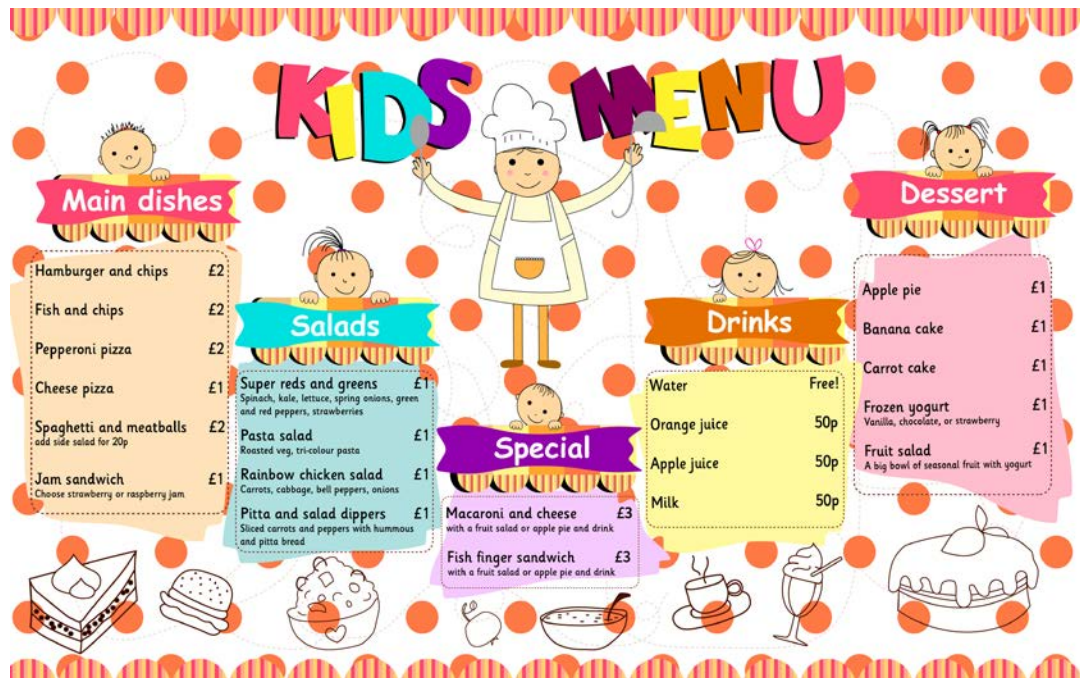 KIDS MENU
Main dishes
Hamburger and chips £2
Fish and chips £2
Pepperoni pizza £2
Cheese pizza £1
Spaghetti and meatballs £2
add side salad for 20p
Jam sandwich £1
Choose strawberry or raspberry jam
Salads
Super reds and greens £1
Spinach, kale, lettuce, spring onions, green
and red peppers, strawberries
Pasta salad £1
Roasted veg, tri-colour pasta
Rainbow chicken salad £1
Carrots, cabbage, bell peppers, onions
Pitta and salad dippers £1
Sliced carrots and peppers with hummous
and pitta bread
Special
Macaroni and cheese £3
with a fruit salad or apple pie and drink
Fish finger sandwich £3
with a fruit salad or apple pie and drink
Drinks
Water Free!
Orange juice 50p
Apple juice 50p
Milk 50p
Dessert
Apple pie £1
Banana cake £1
Carrot cake £1
Frozen yogurt £1
Vanilla, chocolate, or strawberry
Fruit salad £1
A big bowl of seasonal fruit with yogurt